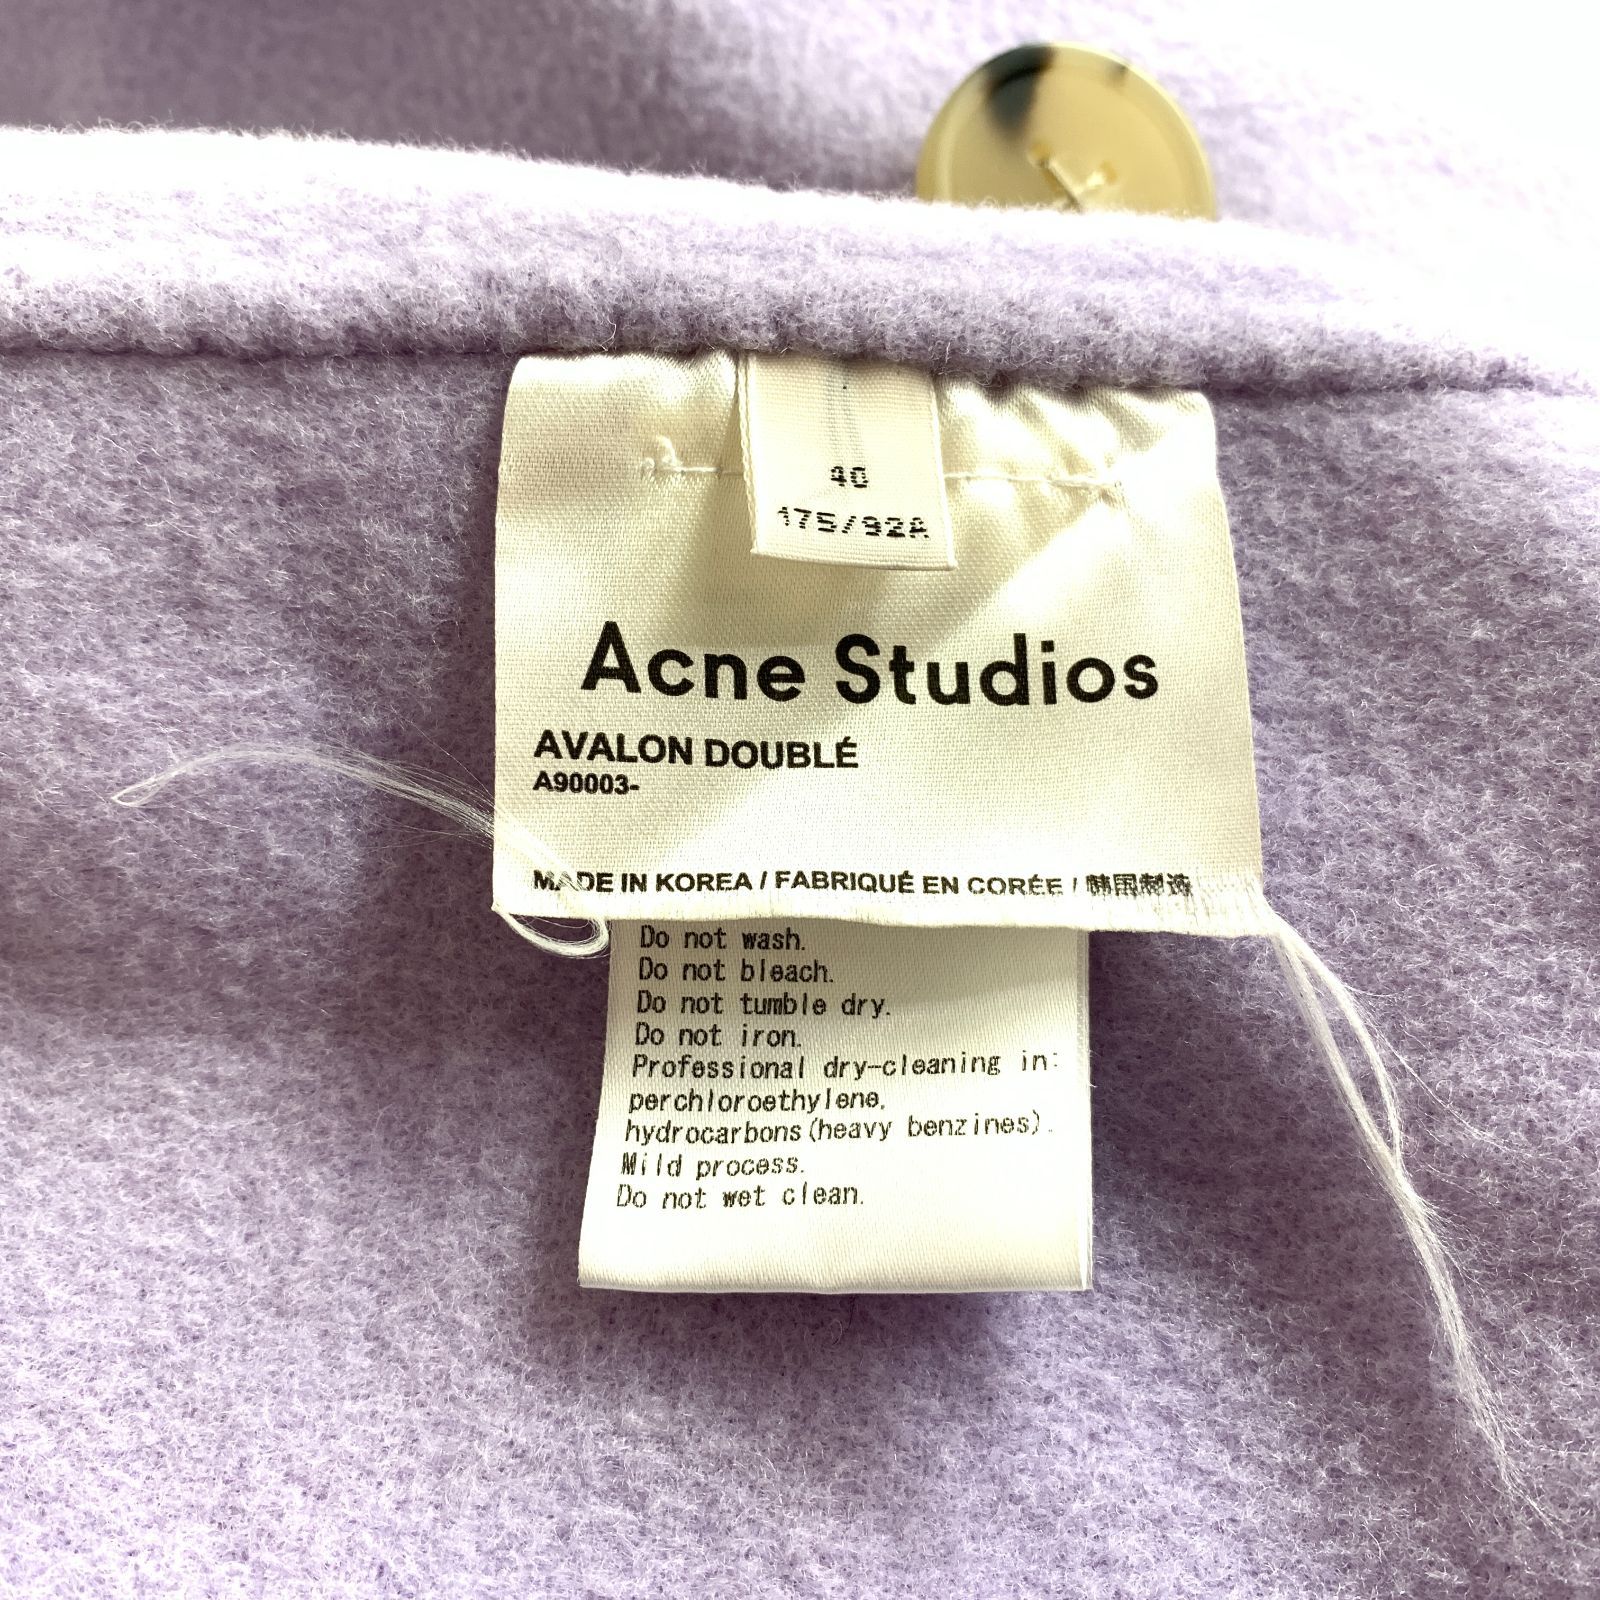 40
175/92A
Acne Studios
AVALON DOUBLÉ
A90003-
MADE IN KOREA / FABRIQUÉ EN CORÉE / 韩国制造
Do not wash.
Do not bleach.
Do not tumble dry.
Do not iron.
Professional dry-cleaning in:
perchloroethylene,
hydrocarbons(heavy benzines).
Mild process.
Do not wet clean.